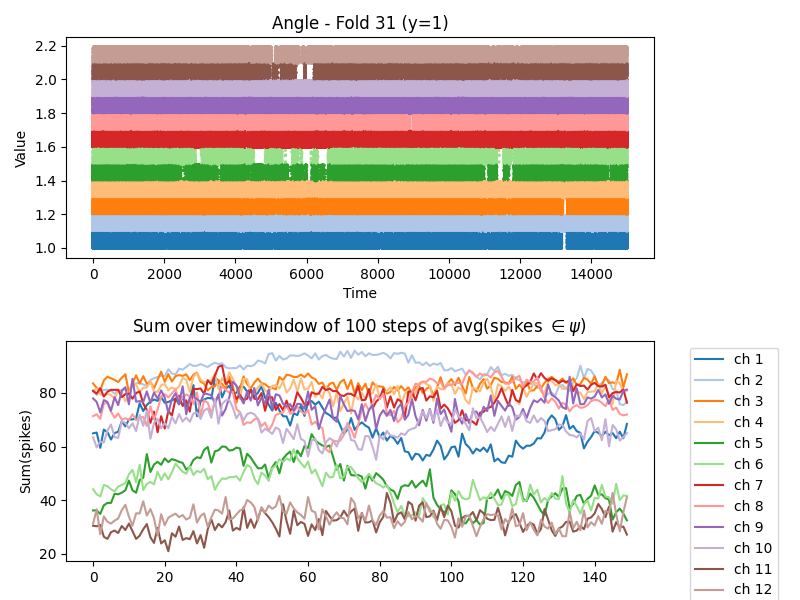 Angle - Fold 31 (y=1)
Value
2.2
2.0
1.8
1.6
1.4
1.2
1.0
0
2000
4000
6000
8000
10000
12000
14000
Time
Sum over timewindow of 100 steps of avg(spikes ∈ ψ)
Sum(spikes)
80
60
40
20
0
20
40
60
80
100
120
140
ch 1
ch 2
ch 3
ch 4
ch 5
ch 6
ch 7
ch 8
ch 9
ch 10
ch 11
ch 12